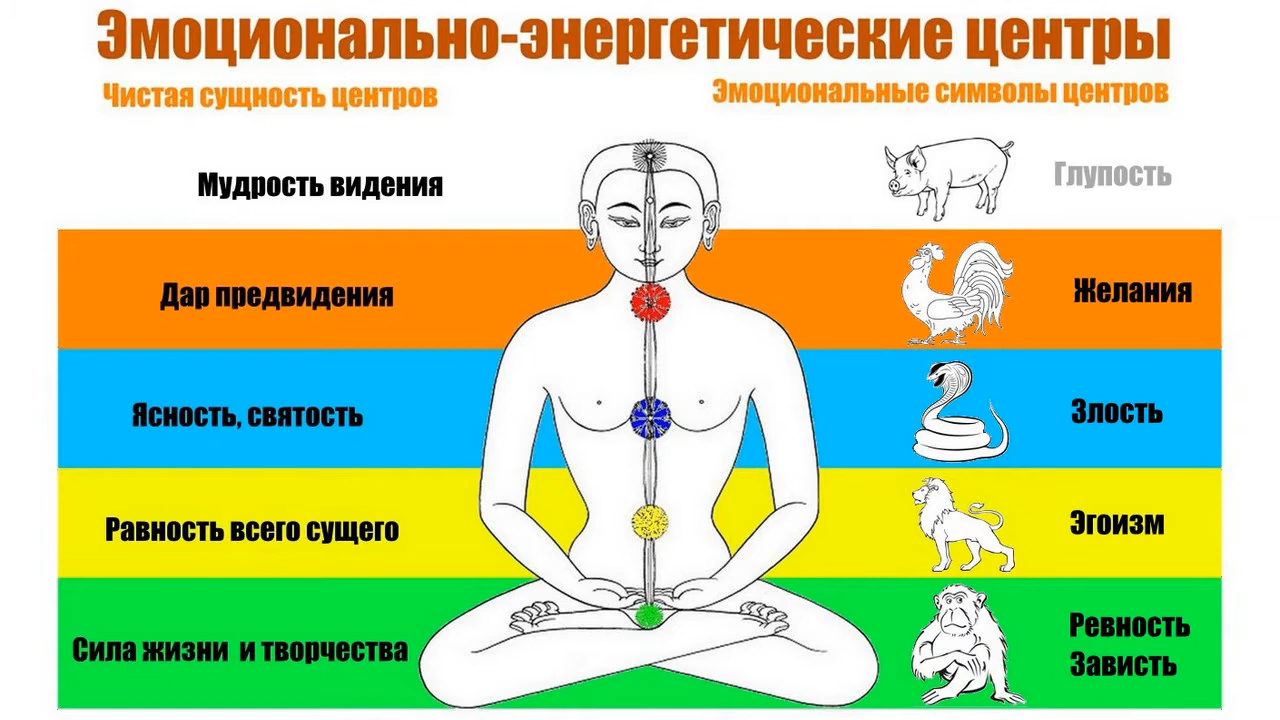 Эмоционально-энергетические центры
Чистая сущность центров
Эмоциональные символы центров
Мудрость видения
Глупость
Дар предвидения
Желания
Ясность, святость
Злость
Равность всего сущего
Эгоизм
Сила жизни и творчества
Ревность
Зависть